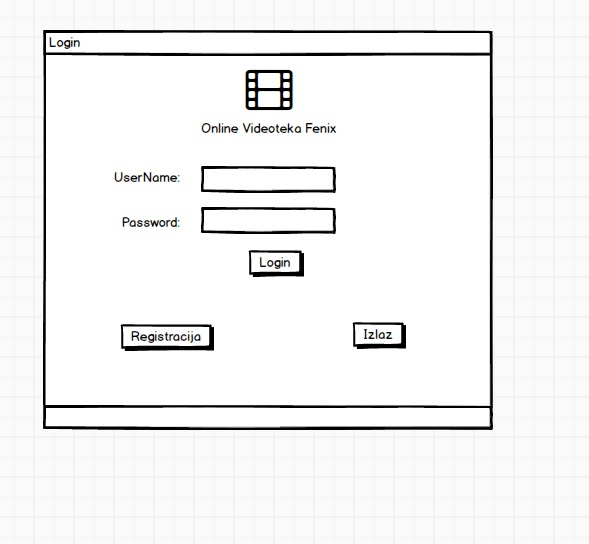 Login
Online Videoteka Fenix
UserName:
Password:
Login
Registracija
Izlaz